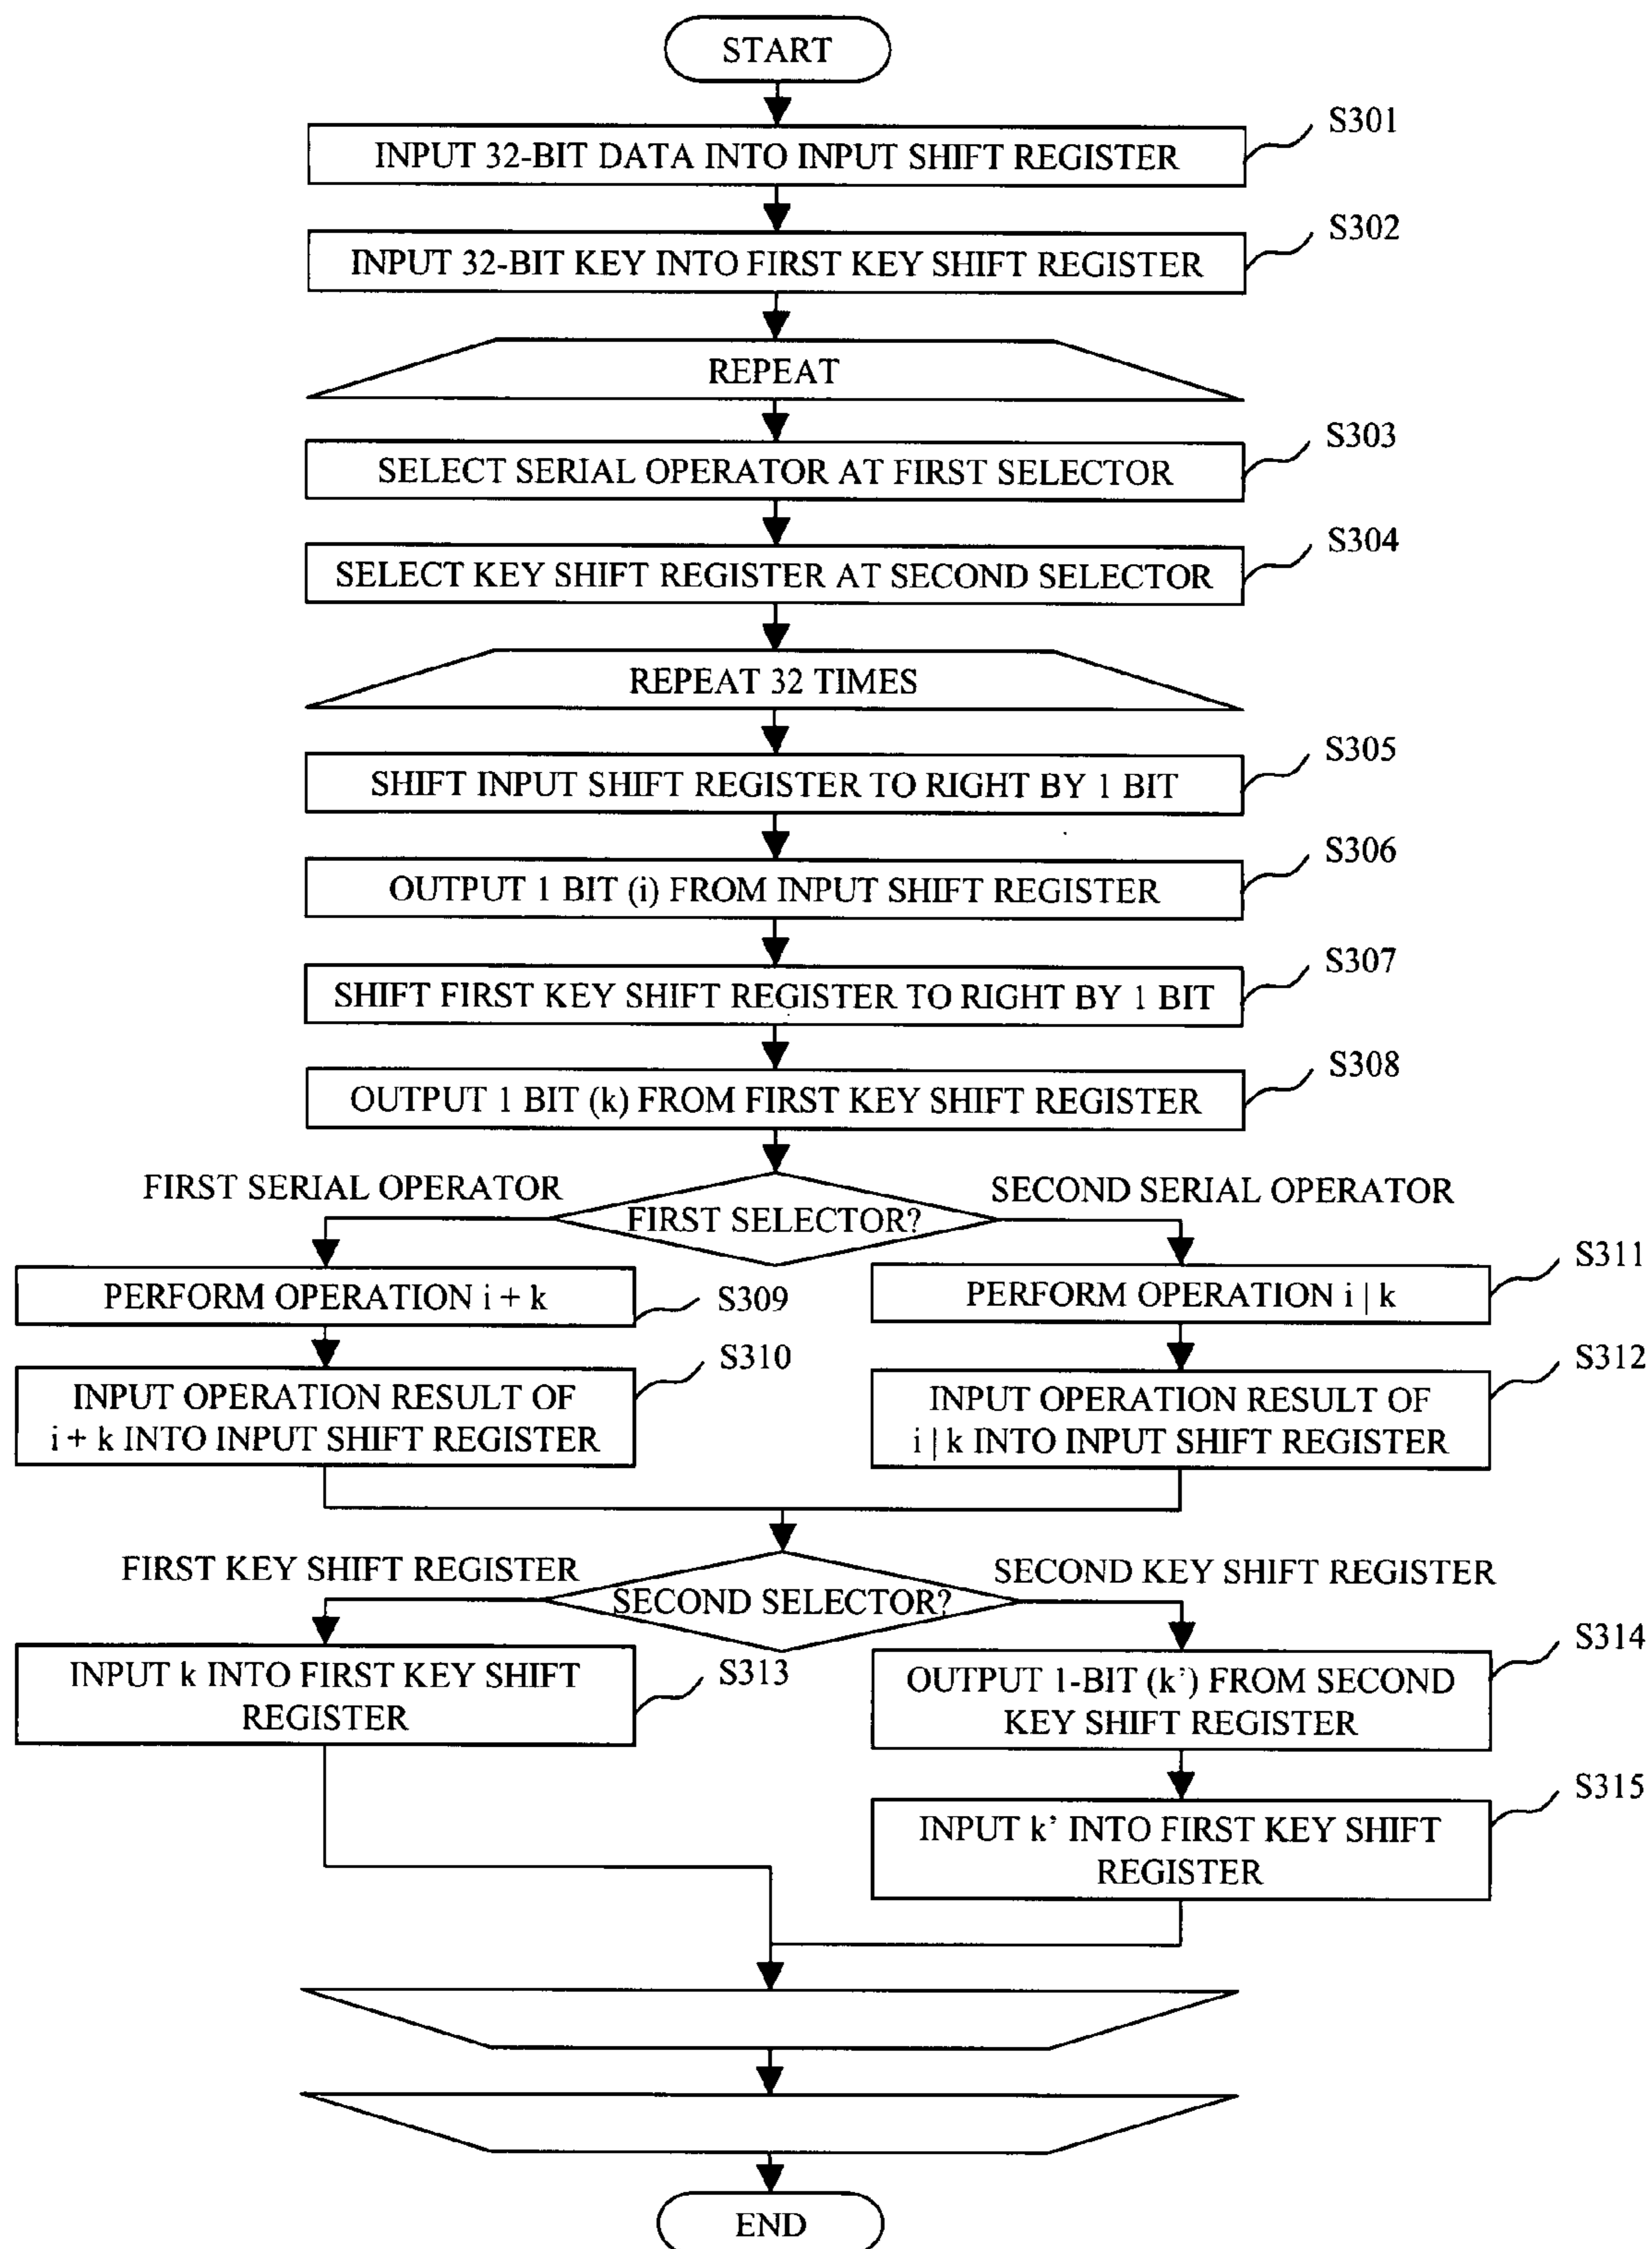 START
S301
INPUT 32-BIT DATA INTO INPUT SHIFT REGISTER
S302
INPUT 32-BIT KEY INTO FIRST KEY SHIFT REGISTER
REPEAT
S303
SELECT SERIAL OPERATOR AT FIRST SELECTOR
S304
SELECT KEY SHIFT REGISTER AT SECOND SELECTOR
REPEAT 32 TIMES
S305
SHIFT INPUT SHIFT REGISTER TO RIGHT BY 1 BIT
S306
OUTPUT 1 BIT (i) FROM INPUT SHIFT REGISTER
S307
SHIFT FIRST KEY SHIFT REGISTER TO RIGHT BY 1 BIT
S308
OUTPUT 1 BIT (k) FROM FIRST KEY SHIFT REGISTER
FIRST SERIAL OPERATOR
SECOND SERIAL OPERATOR
FIRST SELECTOR?
PERFORM OPERATION i + k
S309
S311
PERFORM OPERATION i | k
S310
INPUT OPERATION RESULT OF
i + k INTO INPUT SHIFT REGISTER
S312
INPUT OPERATION RESULT OF
i | k INTO INPUT SHIFT REGISTER
FIRST KEY SHIFT REGISTER
SECOND KEY SHIFT REGISTER
SECOND SELECTOR?
S313
INPUT k INTO FIRST KEY SHIFT
REGISTER
S314
OUTPUT 1-BIT (k') FROM SECOND
KEY SHIFT REGISTER
S315
INPUT k' INTO FIRST KEY SHIFT
REGISTER
END